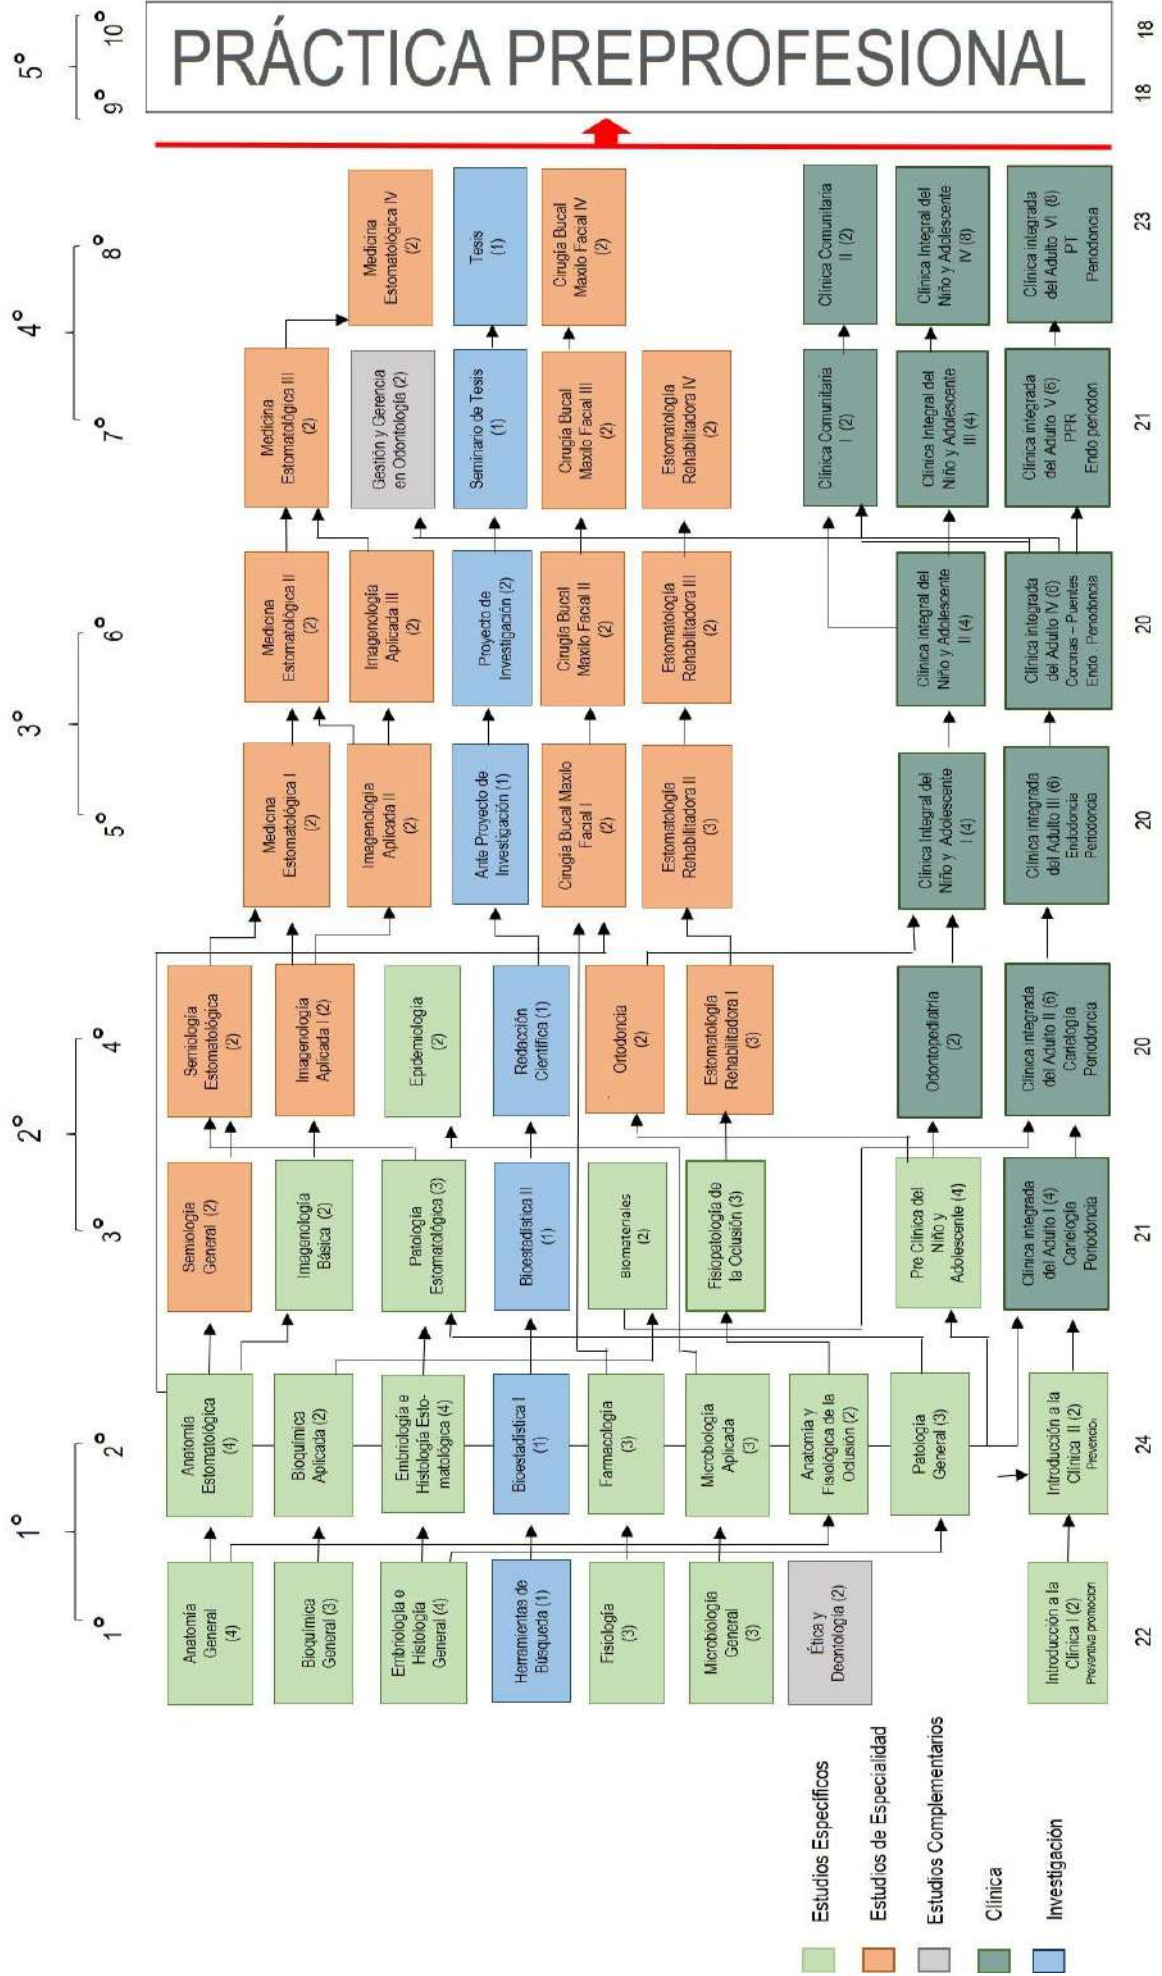 1°
2°
3°
4°
5°
1°
2
3°
4
5°
6
7°
8
9
10
Anatomía
General
(4)
Bioquímica
General (3)
Embriología e
Histología
General (4)
Herramientas de
Búsqueda (1)
Fisiología
(3)
Microbiología
General
(3)
Ética y
Deontología (2)
Introducción a la
Clínica I (2)
Preventiva promocion
22
Anatomía
Estomatológica
(4)
Bioquímica
Aplicada (2)
Embriología e
Histología Esto-
matológica (4)
Bioestadística I
(1)
Farmacología
(3)
Microbiología
Aplicada
(3)
Anatomía y
Fisiológica de la
Oclusión (2)
Patología
General (3)
Introducción a la
Clínica II (2)
24
Semiología
General (2)
Imagenología
Básica (2)
Patología
Estomatológica (3)
Bioestadística II
(1)
Biomateriales
(2)
Fisiopatología de
la Oclusión (3)
Pre Clínica del
Niño y
Adolescente (4)
Clínica integrada
del Adulto I (4)
Cariología
Periodoncia
21
Semiología
Estomatológica
(2)
Imagenología
Aplicada I (2)
Epidemiología
(2)
Redacción
Científica (1)
Ortodoncia
(2)
Estomatología
Rehabilitadora I
(3)
Odontopediatría
(2)
Clínica integrada
del Adulto II (6)
Cariología
Periodoncia
20
Medicina
Estomatológica I
(2)
Imagenología
Aplicada II
(2)
Ante Proyecto de
Investigación (1)
Cirugía Bucal Maxilo
Facial I
(2)
Estomatología
Rehabilitadora II
(3)
Clínica Integral del
Niño y Adolescente
I (4)
Clínica integrada
del Adulto III (6)
Endodoncia
Periodoncia
20
Medicina
Estomatológica II
(2)
Imagenología
Aplicada III
(2)
Proyecto de
Investigación (2)
Cirugía Bucal
Maxilo Facial II
(2)
Estomatología
Rehabilitadora III
(2)
Clínica Integral del
Niño y Adolescente
II (4)
Clínica integrada
del Adulto IV (6)
Coronas – Puentes
Endo . Periodoncia
20
Medicina
Estomatológica III
(2)
Gestión y Gerencia
en Odontología (2)
Seminario de Tesis
(1)
Cirugía Bucal
Maxilo Facial III
(2)
Estomatología
Rehabilitadora IV
(2)
Clínica Comunitaria
I (2)
Clínica Integral del
Niño y Adolescente
III (4)
Clínica integrada
del Adulto V (6)
PPR
Endo periodon
21
Medicina
Estomatológica IV
(2)
Tesis
(1)
Cirugía Bucal
Maxilo Facial IV
(2)
Clínica Comunitaria
II (2)
Clínica Integral del
Niño y Adolescente
IV (8)
Clínica integrada
del Adulto VI (8)
PT
Periodoncia
23
PRÁCTICA PREPROFESIONAL
18
18
Estudios Específicos
Estudios de Especialidad
Estudios Complementarios
Clínica
Investigación